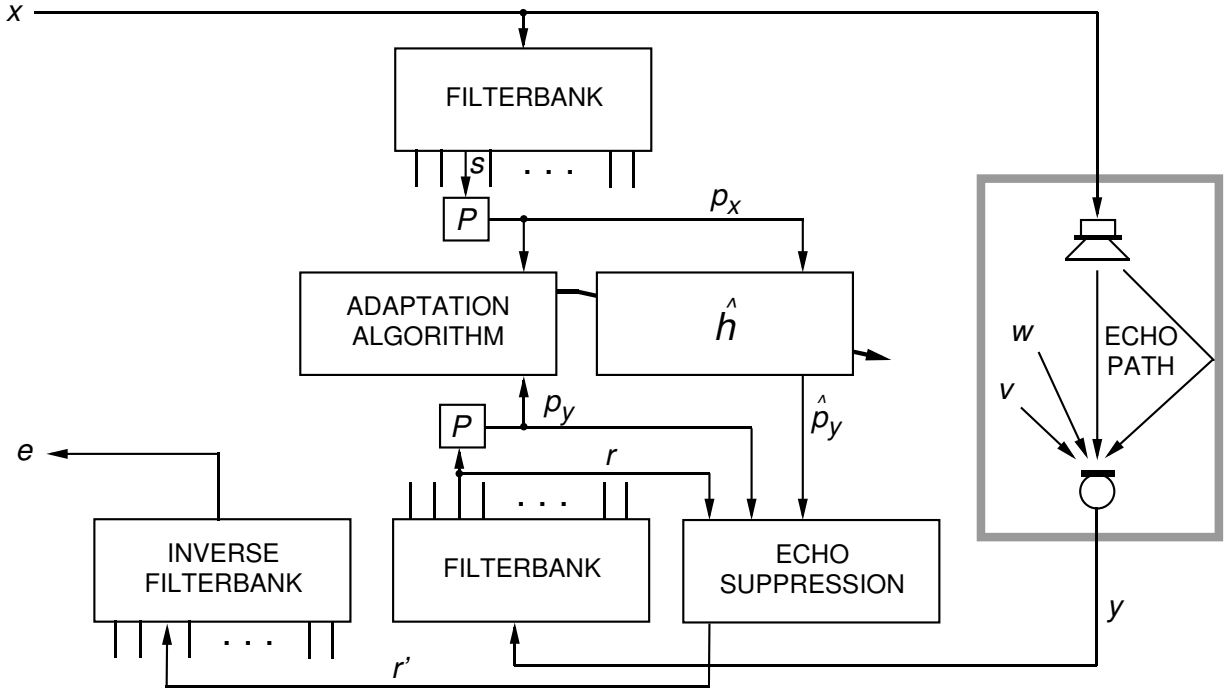 x
FILTERBANK
s
. . .
P
p_x
ADAPTATION
ALGORITHM
ĥ
w
ECHO
PATH
v
P
p_y
p̂_y
e
r
. . .
INVERSE
FILTERBANK
FILTERBANK
ECHO
SUPPRESSION
y
. . .
r’